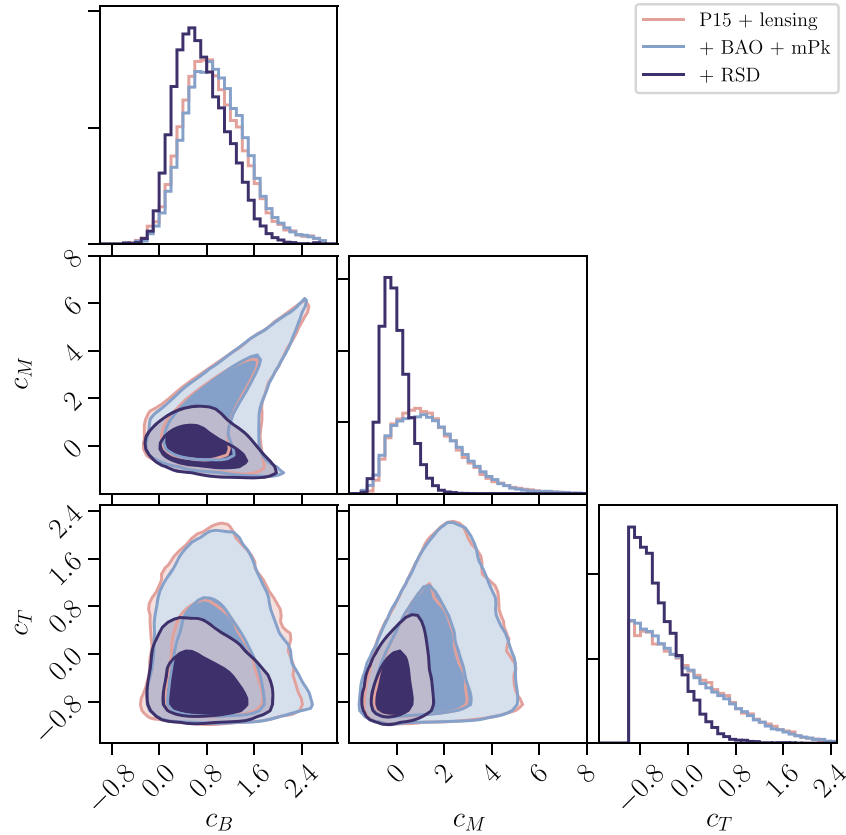 P15 + lensing
+ BAO + mPk
+ RSD
8
6
4
2
0
c_M
2.4
1.6
0.8
0.0
−0.8
c_T
−0.8 0.0 0.8 1.6 2.4
0 2 4 6 8
−0.8 0.0 0.8 1.6 2.4
c_B c_M c_T